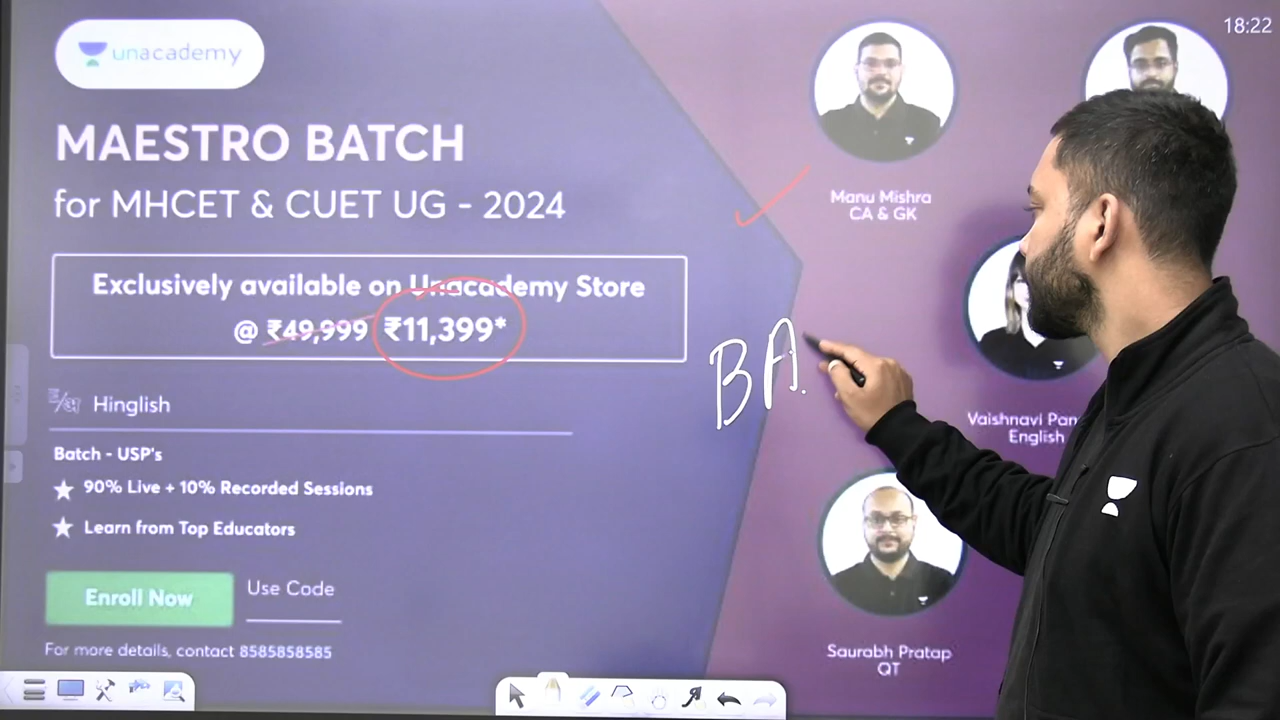 18:22
unacademy
MAESTRO BATCH
for MHCET & CUET UG - 2024
Exclusively available on Unacademy Store
@ ₹49,999 ₹11,399*
Hinglish
Batch - USP's
90% Live + 10% Recorded Sessions
Learn from Top Educators
Enroll Now
Use Code
For more details, contact 8585858585
BA.
Manu Mishra
CA & GK
Vaishnavi
English
Saurabh Pratap
QT